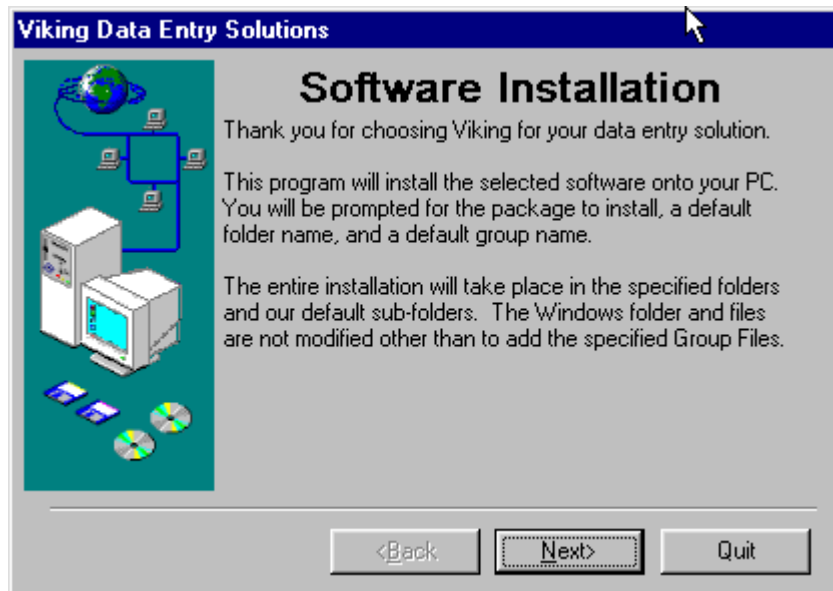 Viking Data Entry Solutions
Software Installation
Thank you for choosing Viking for your data entry solution.
This program will install the selected software onto your PC.
You will be prompted for the package to install, a default
folder name, and a default group name.
The entire installation will take place in the specified folders
and our default sub-folders.  The Windows folder and files
are not modified other than to add the specified Group Files.
<Back
Next>
Quit